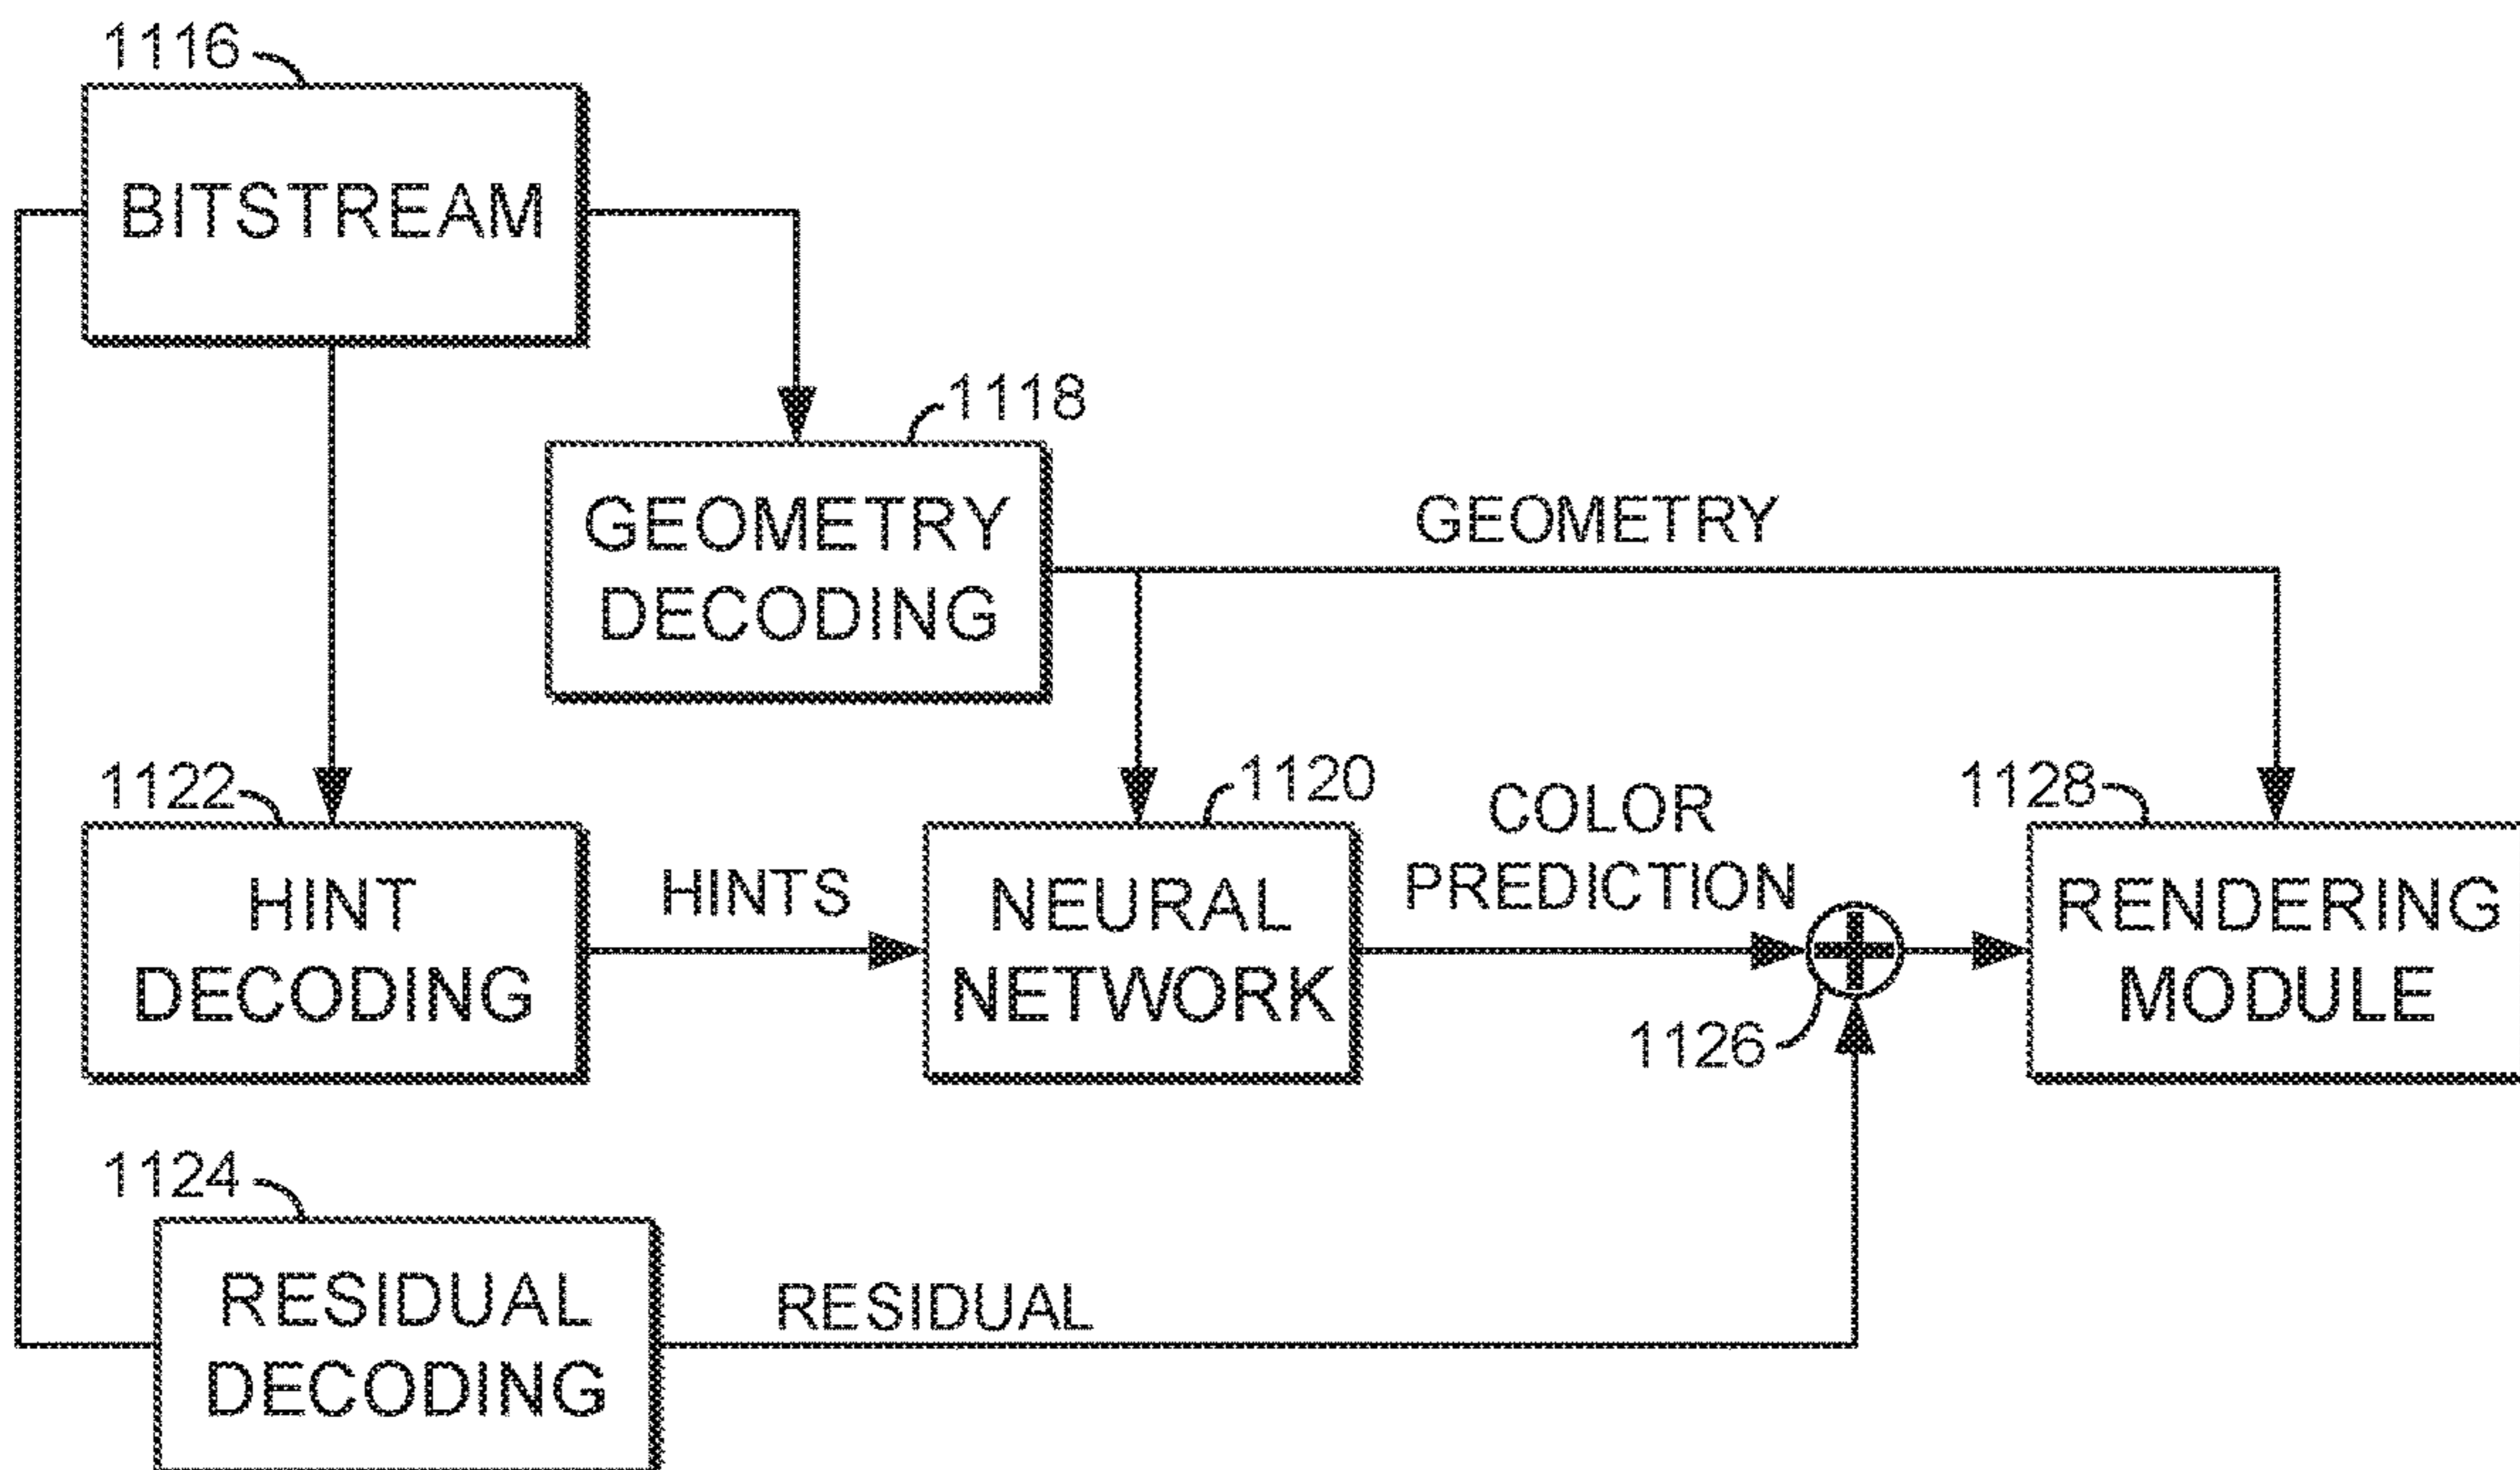 1116
BITSTREAM
1118
GEOMETRY
DECODING
GEOMETRY
1122
HINT
DECODING
HINTS
1120
NEURAL
NETWORK
COLOR
PREDICTION
1126
1128
RENDERING
MODULE
1124
RESIDUAL
DECODING
RESIDUAL